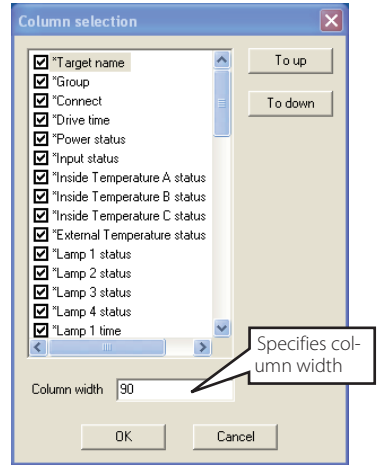 Column selection
*Target name
*Group
*Connect
*Drive time
*Power status
*Input status
*Inside Temperature A status
*Inside Temperature B status
*Inside Temperature C status
*External Temperature status
*Lamp 1 status
*Lamp 2 status
*Lamp 3 status
*Lamp 4 status
*Lamp 1 time
To up
To down
Column width 90
Specifies col-
umn width
OK Cancel